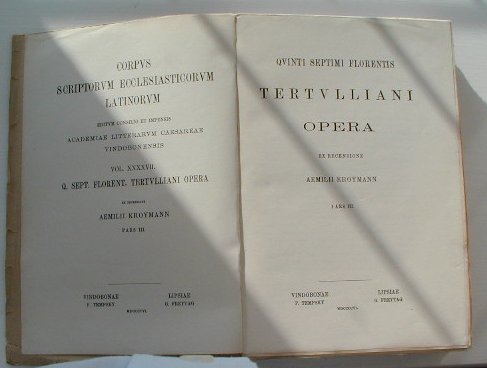 CORPVS
SCRIPTORVM ECCLESIASTICORVM
LATINORVM
EDITVM CONSILIO ET IMPENSIS
ACADEMIAE LITTERARVM CAESAREAE
VINDOBONENSIS
VOL. XXXXVII.
Q. SEPT. FLORENT. TERTVLLIANI OPERA
EX RECENSIONE
AEMILII KROYMANN
PARS III.
VINDOBONAE
F. TEMPSKY
LIPSIAE
G. FREYTAG
MDCCCCVI.
QVINTI SEPTIMI FLORENTIS
TERTVLLIANI
OPERA
EX RECENSIONE
AEMILII KROYMANN
PARS III.
VINDOBONAE
F. TEMPSKY
LIPSIAE
G. FREYTAG
MDCCCCVI.